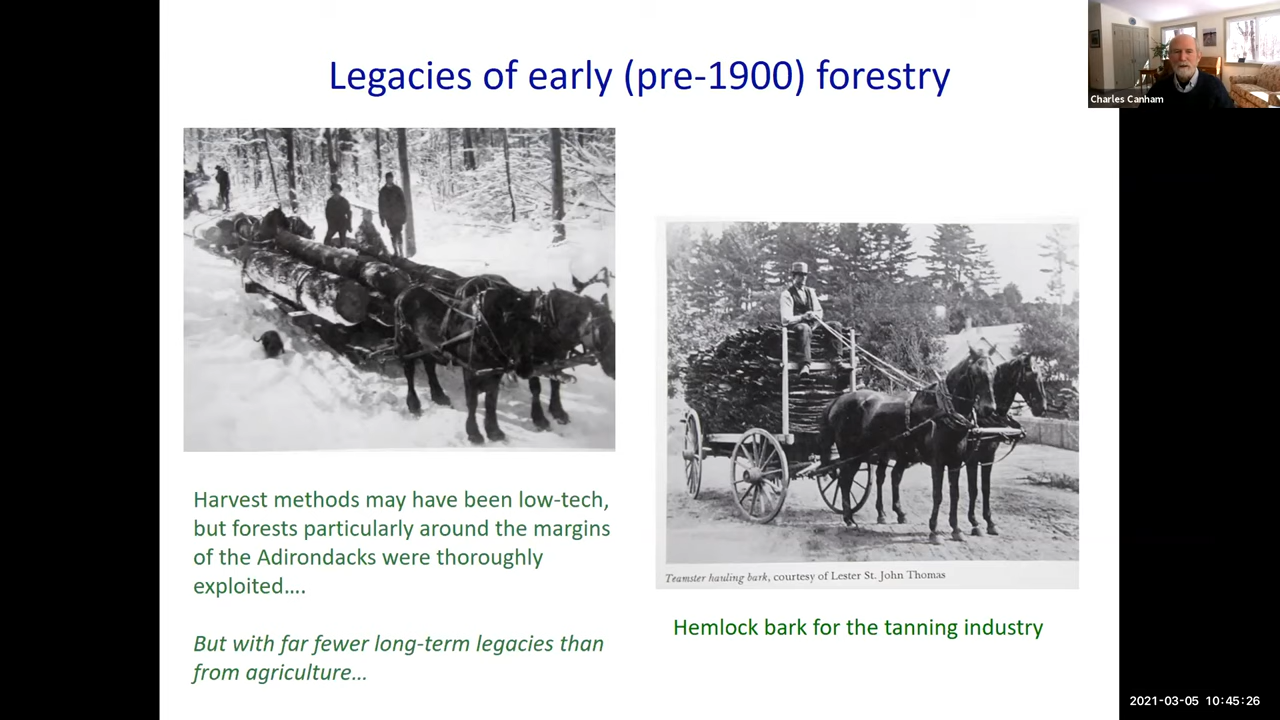 Legacies of early (pre-1900) forestry
Charles Canham
Harvest methods may have been low-tech,
but forests particularly around the margins
of the Adirondacks were thoroughly
exploited….
But with far fewer long-term legacies than
from agriculture…
Teamster hauling bark, courtesy of Lester St. John Thomas
Hemlock bark for the tanning industry
2021-03-05 10:45:26